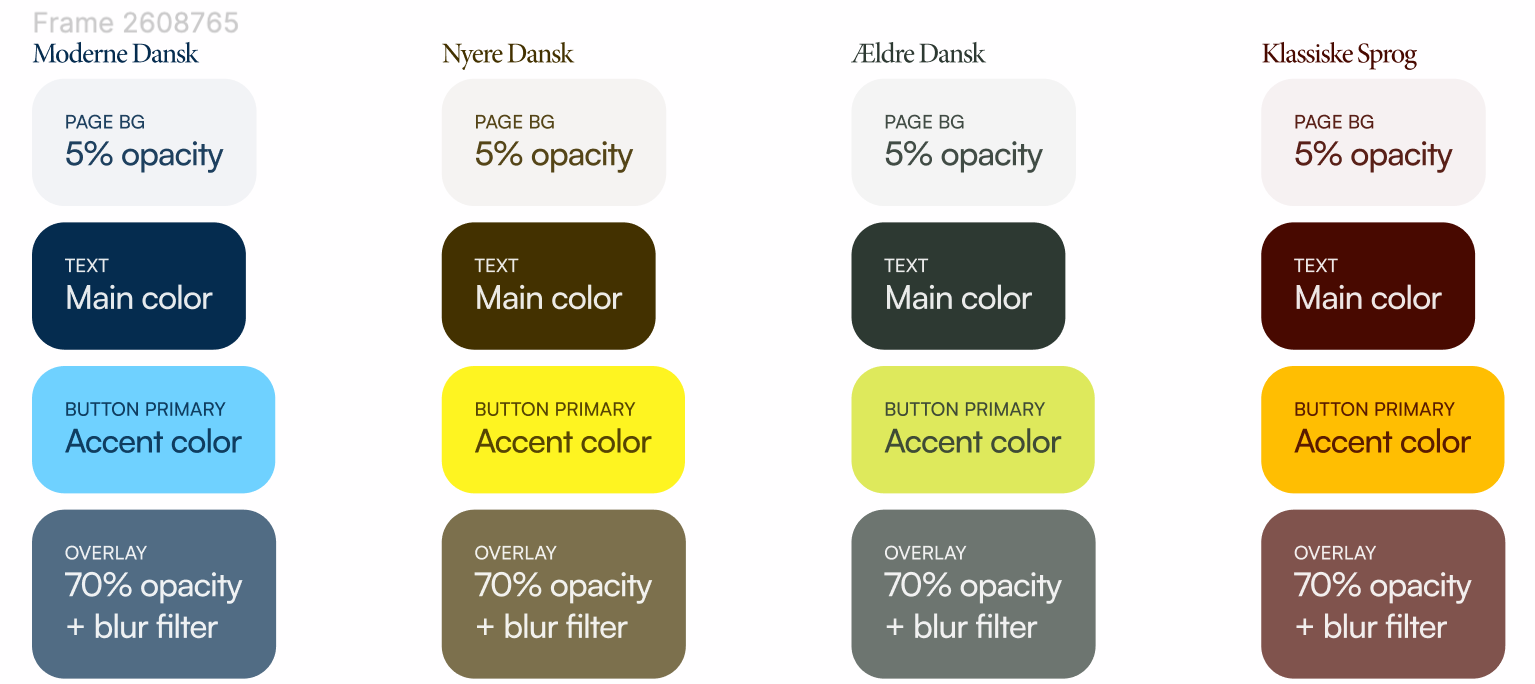 Frame 2608765
Moderne Dansk
PAGE BG
5% opacity
TEXT
Main color
BUTTON PRIMARY
Accent color
OVERLAY
70% opacity
+ blur filter
Nyere Dansk
PAGE BG
5% opacity
TEXT
Main color
BUTTON PRIMARY
Accent color
OVERLAY
70% opacity
+ blur filter
Ældre Dansk
PAGE BG
5% opacity
TEXT
Main color
BUTTON PRIMARY
Accent color
OVERLAY
70% opacity
+ blur filter
Klassiske Sprog
PAGE BG
5% opacity
TEXT
Main color
BUTTON PRIMARY
Accent color
OVERLAY
70% opacity
+ blur filter